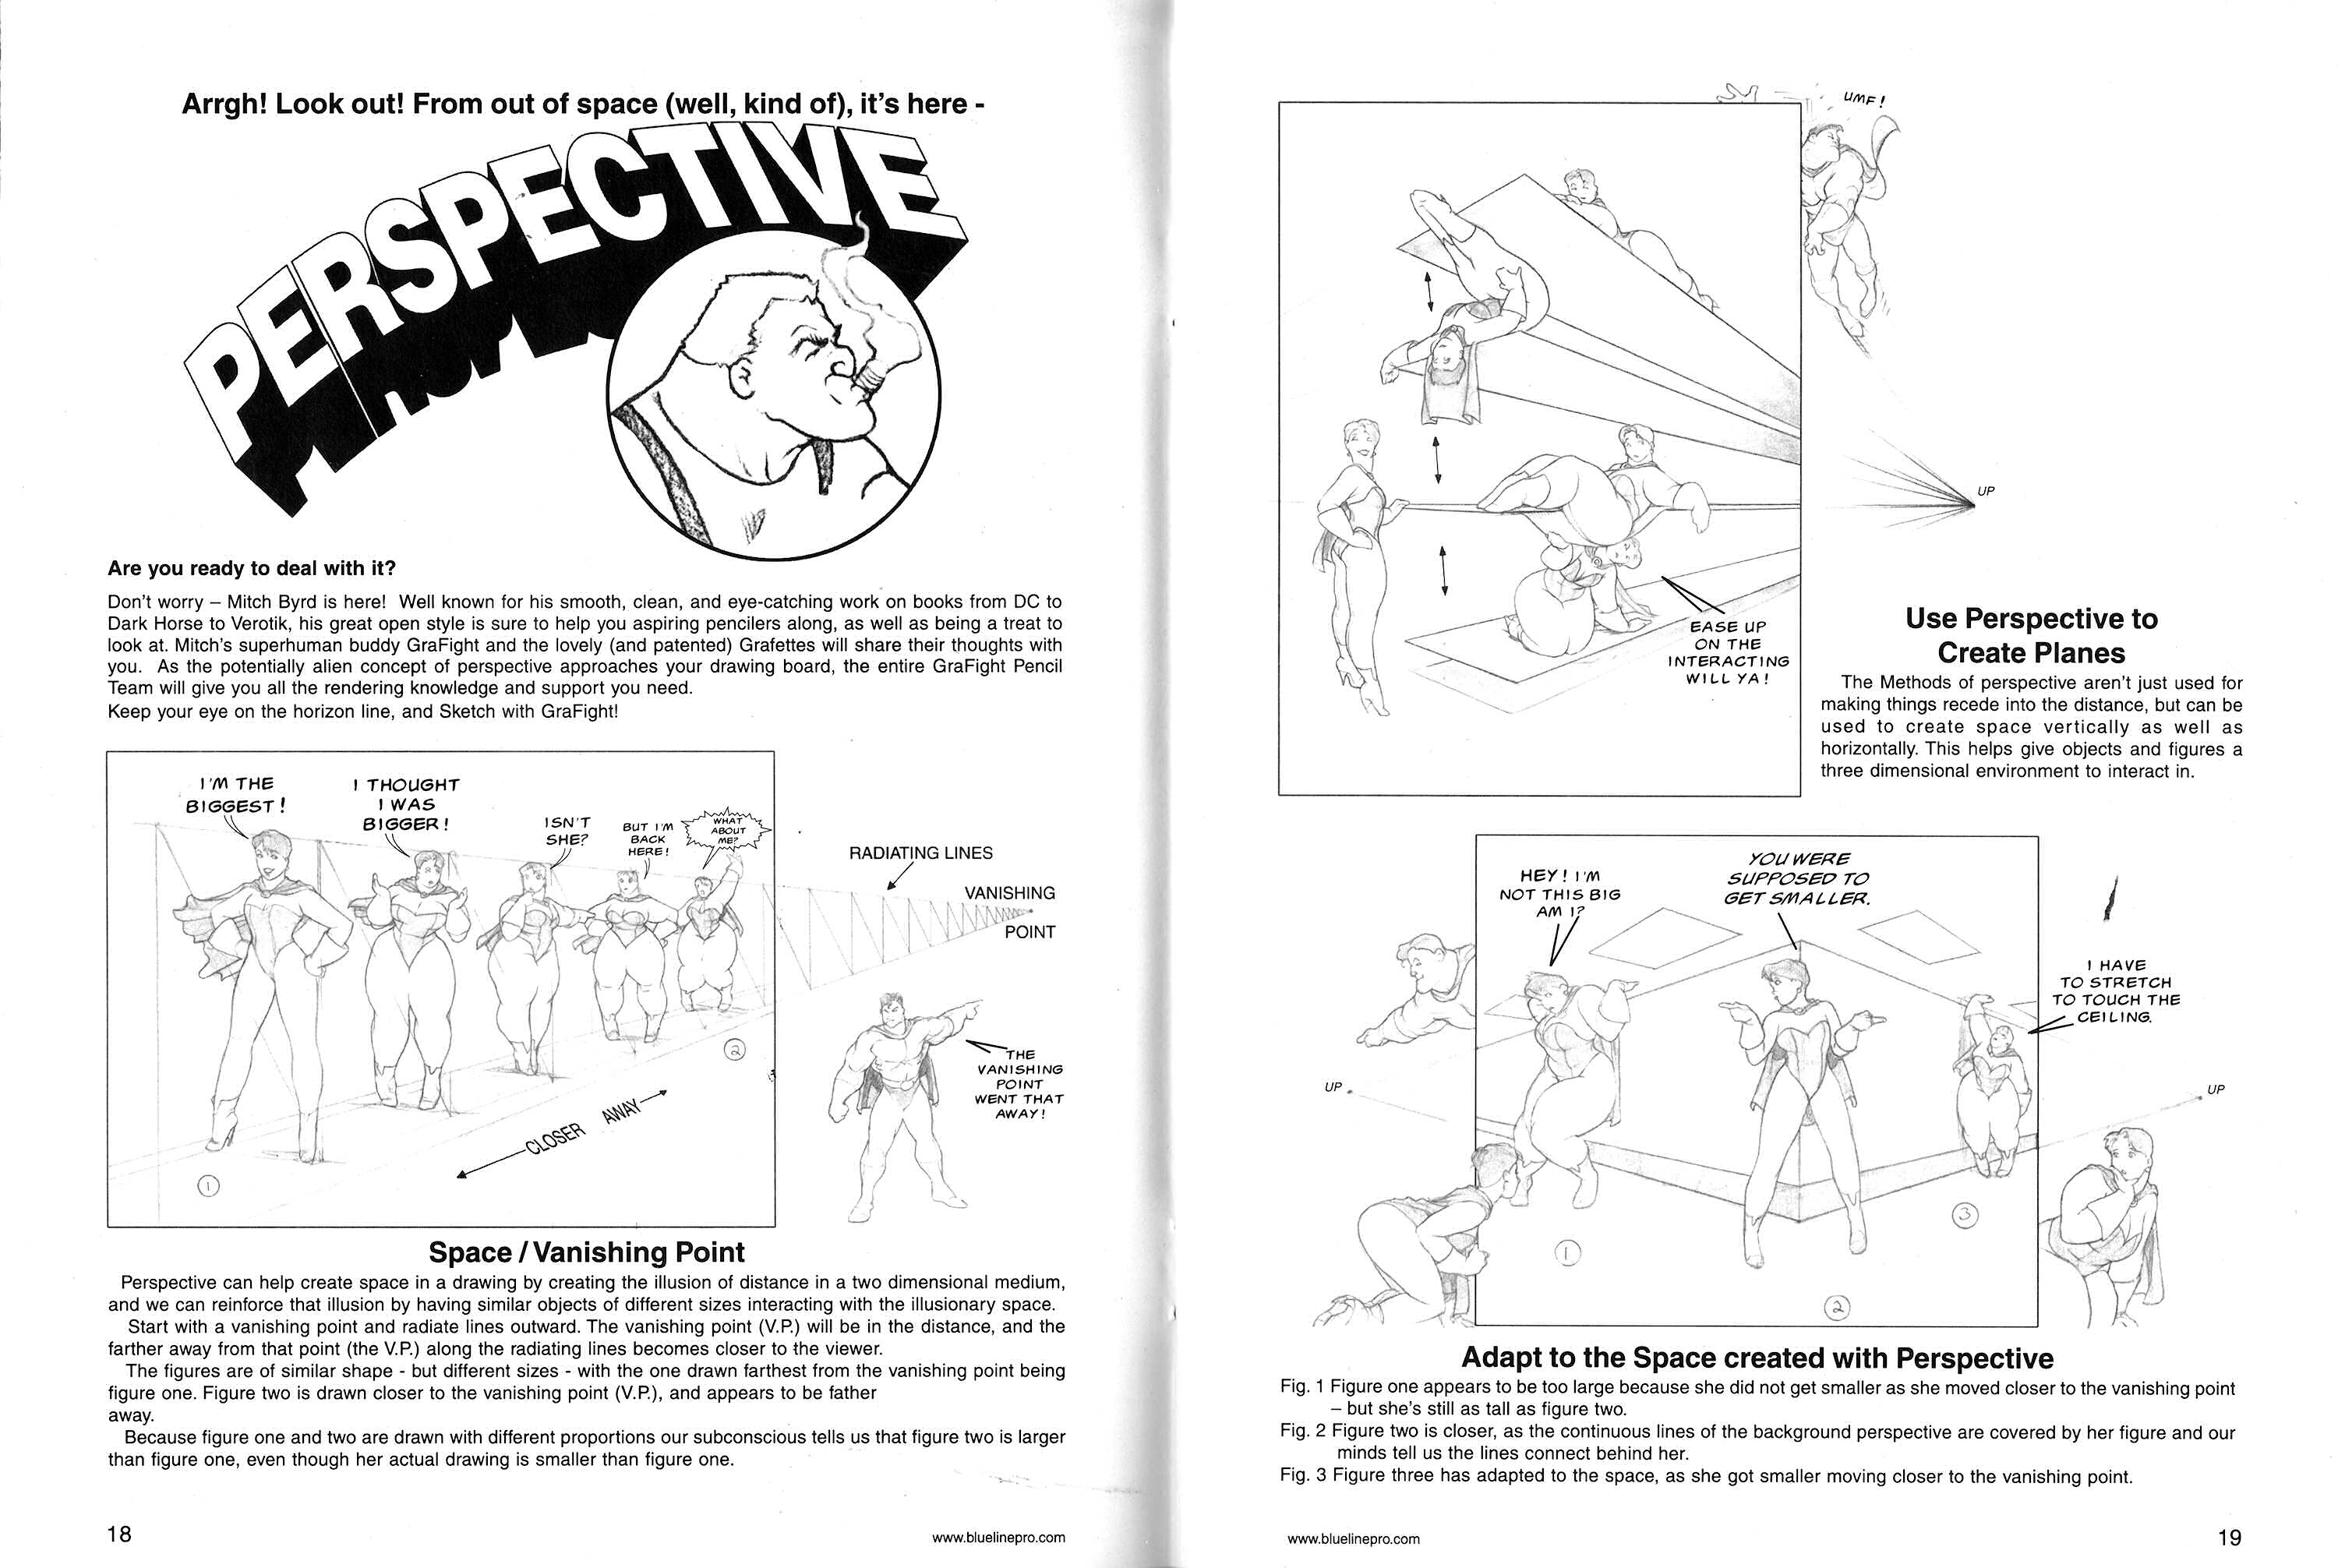 Arrgh! Look out! From out of space (well, kind of), it's here -
PERSPECTIVE
Are you ready to deal with it?
Don't worry – Mitch Byrd is here! Well known for his smooth, clean, and eye-catching work on books from DC to
Dark Horse to Verotik, his great open style is sure to help you aspiring pencilers along, as well as being a treat to
look at. Mitch's superhuman buddy GraFight and the lovely (and patented) Grafettes will share their thoughts with
you. As the potentially alien concept of perspective approaches your drawing board, the entire GraFight Pencil
Team will give you all the rendering knowledge and support you need.
Keep your eye on the horizon line, and Sketch with GraFight!
I'M THE
BIGGEST!
I THOUGHT
I WAS
BIGGER!
ISN'T
SHE?
BUT I'M
BACK
HERE!
WHAT
ABOUT
ME?
RADIATING LINES
VANISHING
POINT
1
2
CLOSER AWAY
THE
VANISHING
POINT
WENT THAT
AWAY!
Space / Vanishing Point
Perspective can help create space in a drawing by creating the illusion of distance in a two dimensional medium,
and we can reinforce that illusion by having similar objects of different sizes interacting with the illusionary space.
Start with a vanishing point and radiate lines outward. The vanishing point (V.P.) will be in the distance, and the
farther away from that point (the V.P.) along the radiating lines becomes closer to the viewer.
The figures are of similar shape - but different sizes - with the one drawn farthest from the vanishing point being
figure one. Figure two is drawn closer to the vanishing point (V.P.), and appears to be father
away.
Because figure one and two are drawn with different proportions our subconscious tells us that figure two is larger
than figure one, even though her actual drawing is smaller than figure one.
18
www.bluelinepro.com
UMF!
UP
EASE UP
ON THE
INTERACTING
WILL YA!
Use Perspective to
Create Planes
The Methods of perspective aren't just used for
making things recede into the distance, but can be
used to create space vertically as well as
horizontally. This helps give objects and figures a
three dimensional environment to interact in.
HEY! I'M
NOT THIS BIG
AM I?
YOU WERE
SUPPOSED TO
GET SMALLER.
I HAVE
TO STRETCH
TO TOUCH THE
CEILING.
UP
UP
1
2
3
Adapt to the Space created with Perspective
Fig. 1 Figure one appears to be too large because she did not get smaller as she moved closer to the vanishing point
– but she's still as tall as figure two.
Fig. 2 Figure two is closer, as the continuous lines of the background perspective are covered by her figure and our
minds tell us the lines connect behind her.
Fig. 3 Figure three has adapted to the space, as she got smaller moving closer to the vanishing point.
www.bluelinepro.com
19